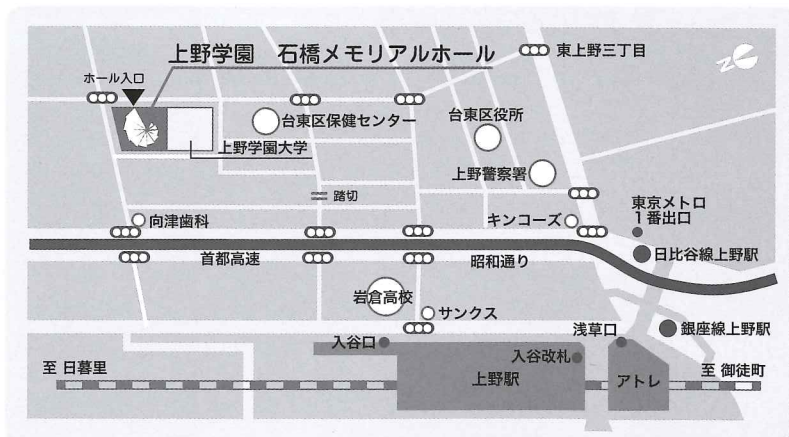 上野学園 石橋メモリアルホール
東上野三丁目
Z
ホール入口
台東区保健センター
台東区役所
上野学園大学
上野警察署
踏切
向津歯科
キンコーズ
東京メトロ
1番出口
首都高速
昭和通り
日比谷線上野駅
岩倉高校
サンクス
入谷口
浅草口
銀座線上野駅
入谷改札
至 日暮里
上野駅
アトレ
至 御徒町